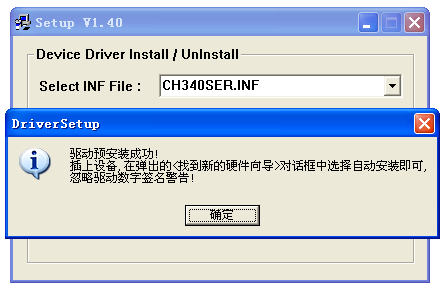 Setup V1.40
Device Driver Install / UnInstall
Select INF File :
CH340SER.INF
DriverSetup
驱动预安装成功!
插上设备,在弹出的<找到新的硬件向导>对话框中选择自动安装即可,
忽略驱动数字签名警告!
确定